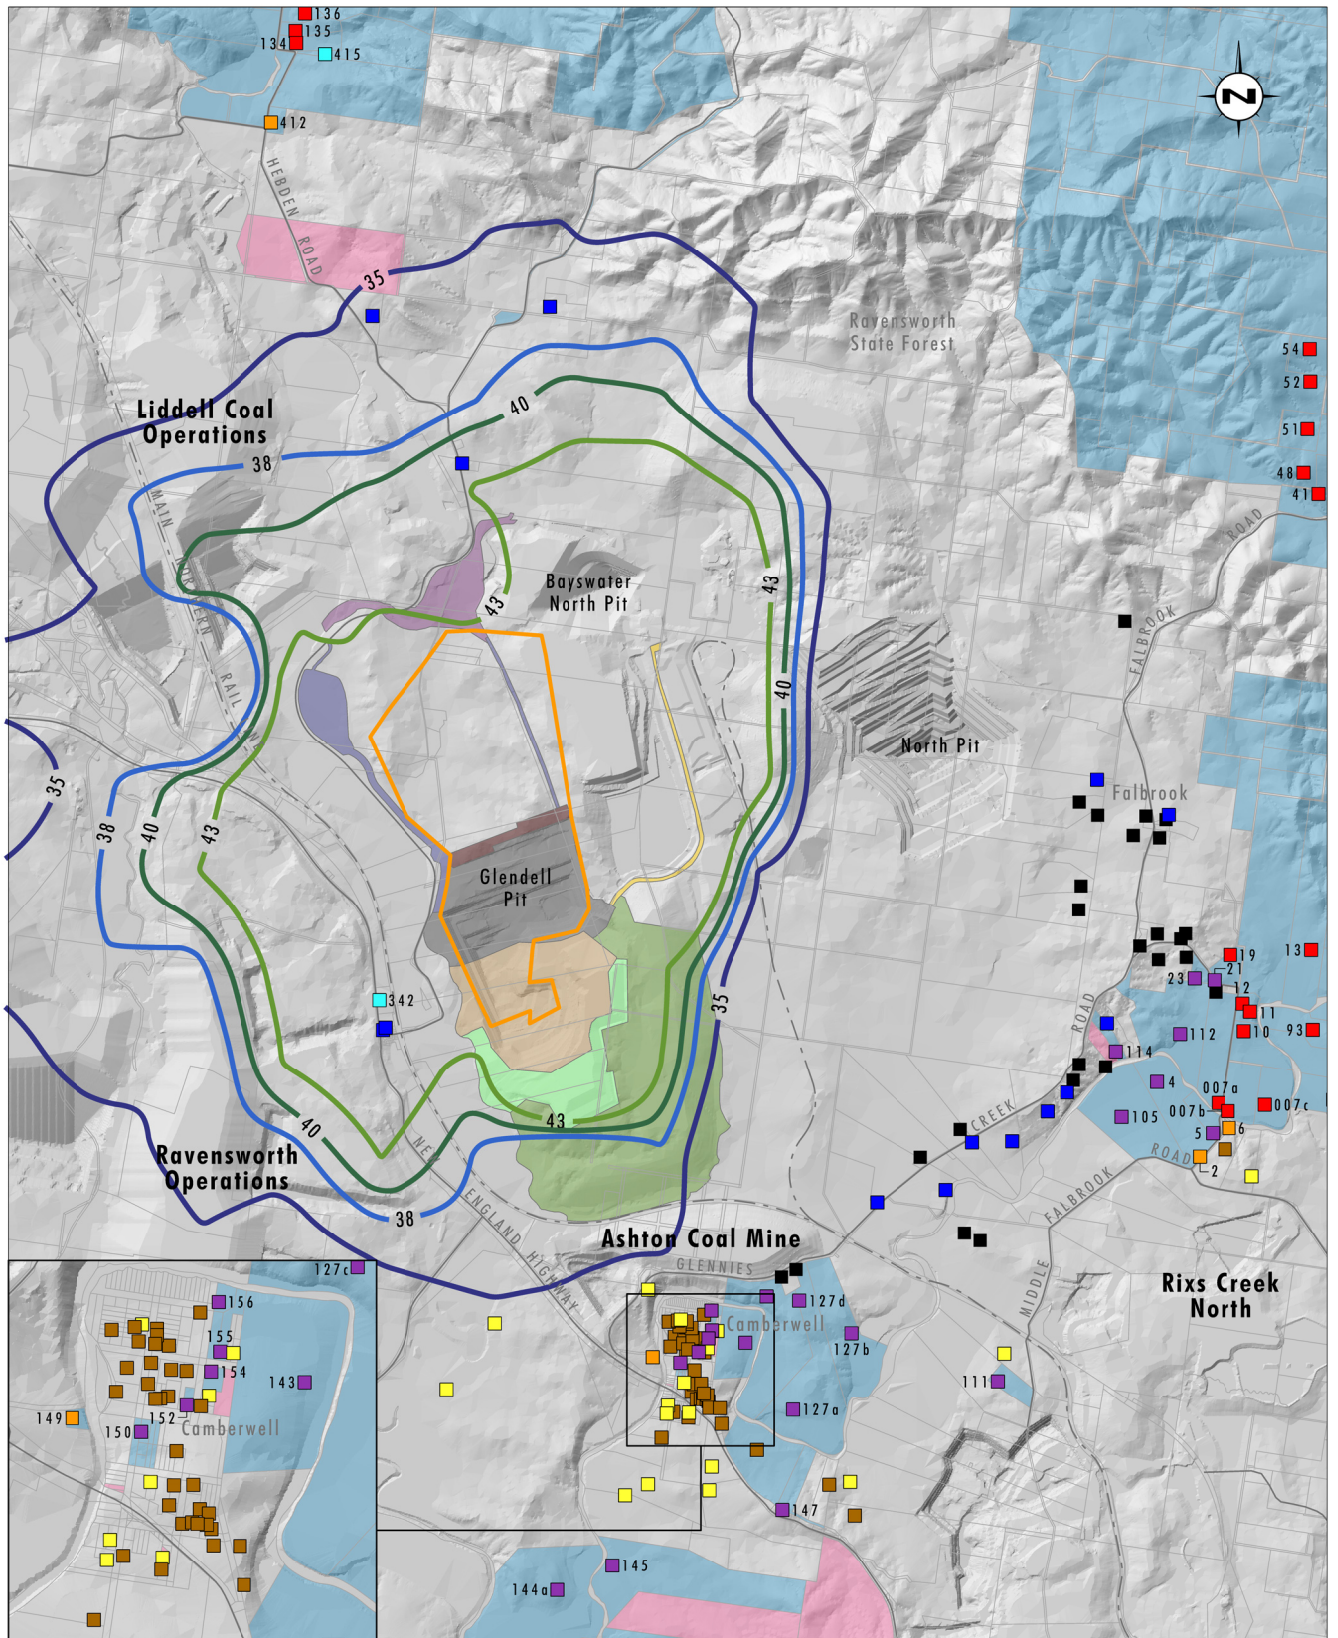 136
135
134
415
412
N
HEBDEN ROAD
35
Ravensworth
State Forest
54
52
51
48
41
Liddell Coal
Operations
40
38
MAIN NORTHERN RAIL LINE
ROAD
FALBROOK
43
43
Bayswater
North Pit
40
North Pit
35
38
40
43
Falbrook
Glendell
Pit
342
35
19
13
21
23
12
11
10
93
112
ROAD
114
4
007a
007b
007c
105
6
5
2
CREEK
ROAD
FALBROOK
MIDDLE
43
40
38
NEW ENGLAND HIGHWAY
Ravensworth
Operations
Ashton Coal Mine
GLENNIES
Rixs Creek
North
127d
Camberwell
127b
127a
111
147
145
144a
127c
156
155
154
143
152
149
150
Camberwell